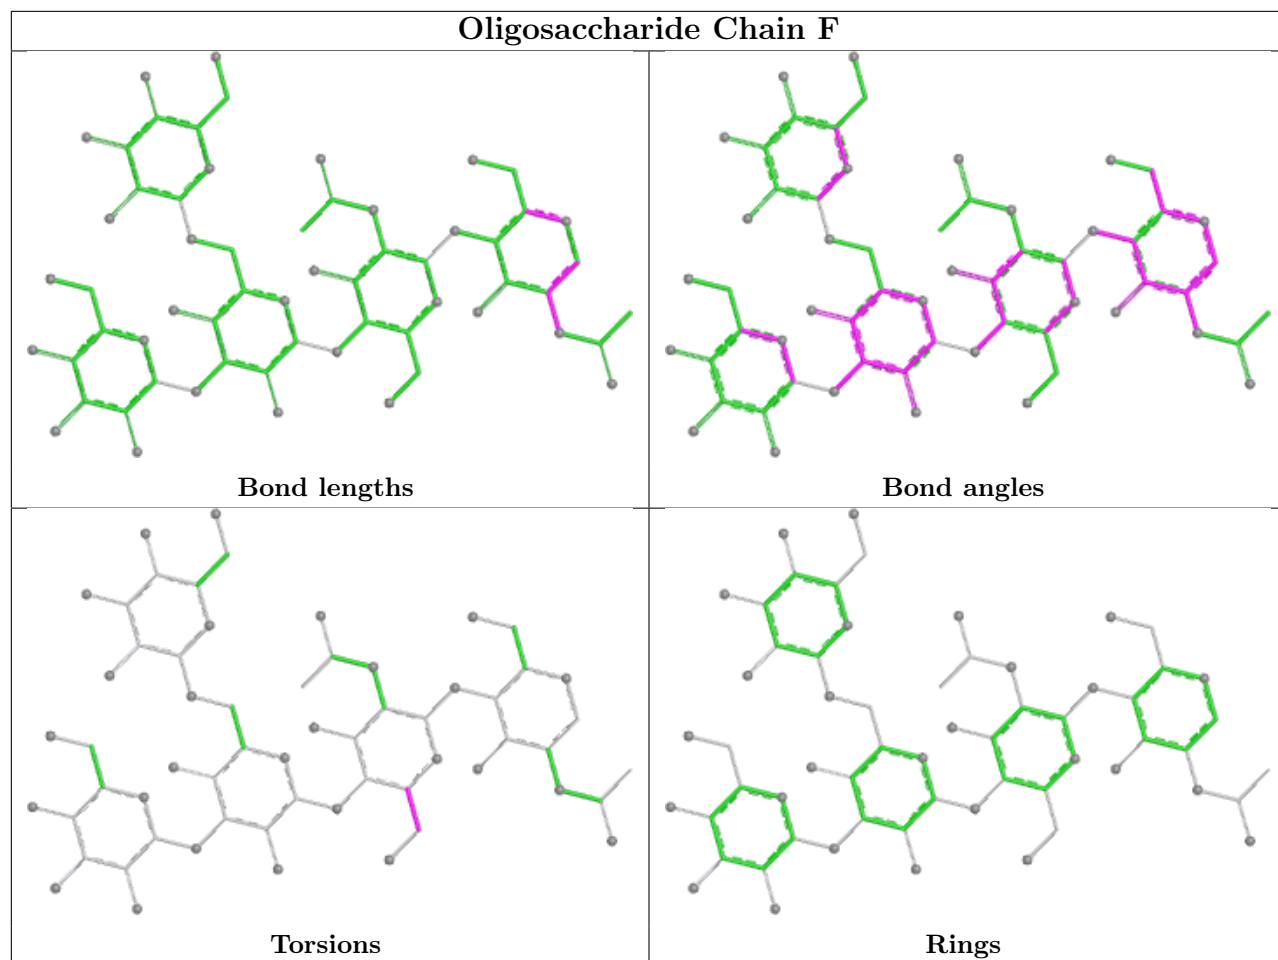 Oligosaccharide Chain F
Bond lengths
Bond angles
Torsions
Rings